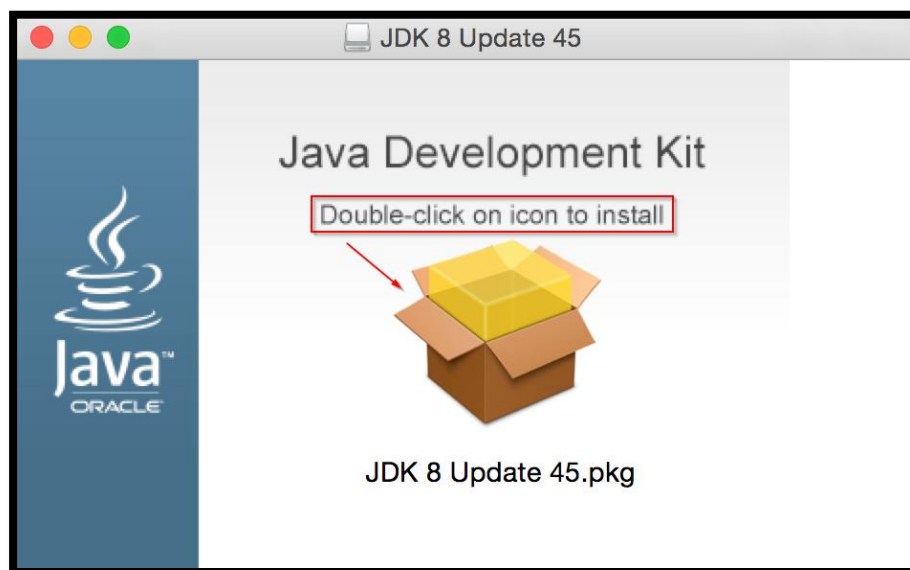 JDK 8 Update 45
Java Development Kit
Double-click on icon to install
Java™
ORACLE
JDK 8 Update 45.pkg